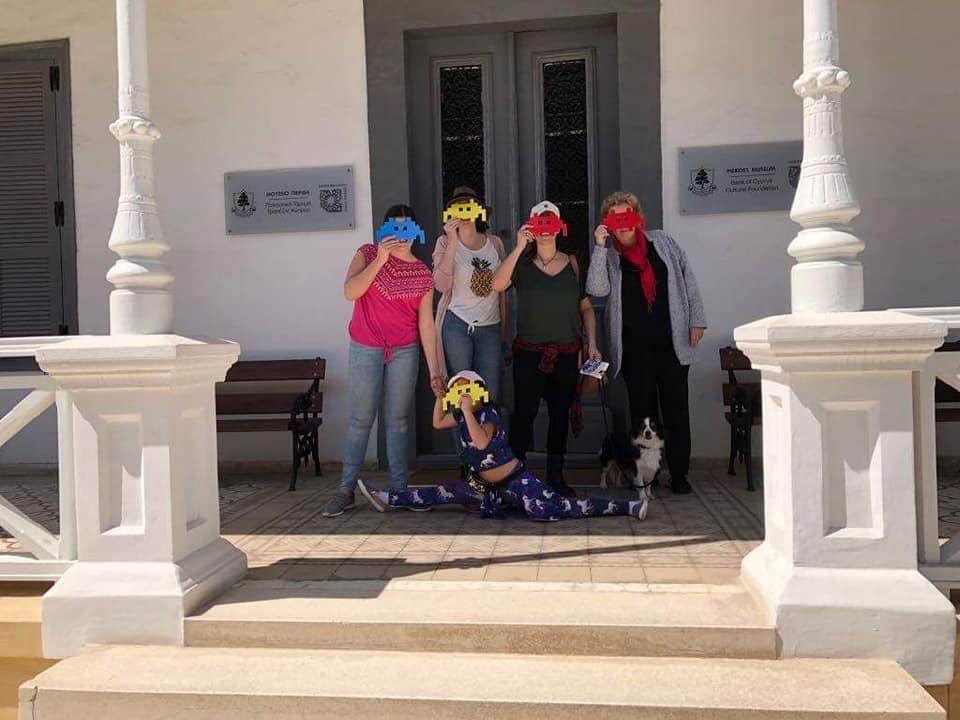 ΜΟΥΣΕΙΟ ΠΙΕΡΙΔΗ
Πολιτιστικό Ίδρυμα
Τράπεζας Κύπρου
PIERIDES MUSEUM
Bank of Cyprus
Cultural Foundation